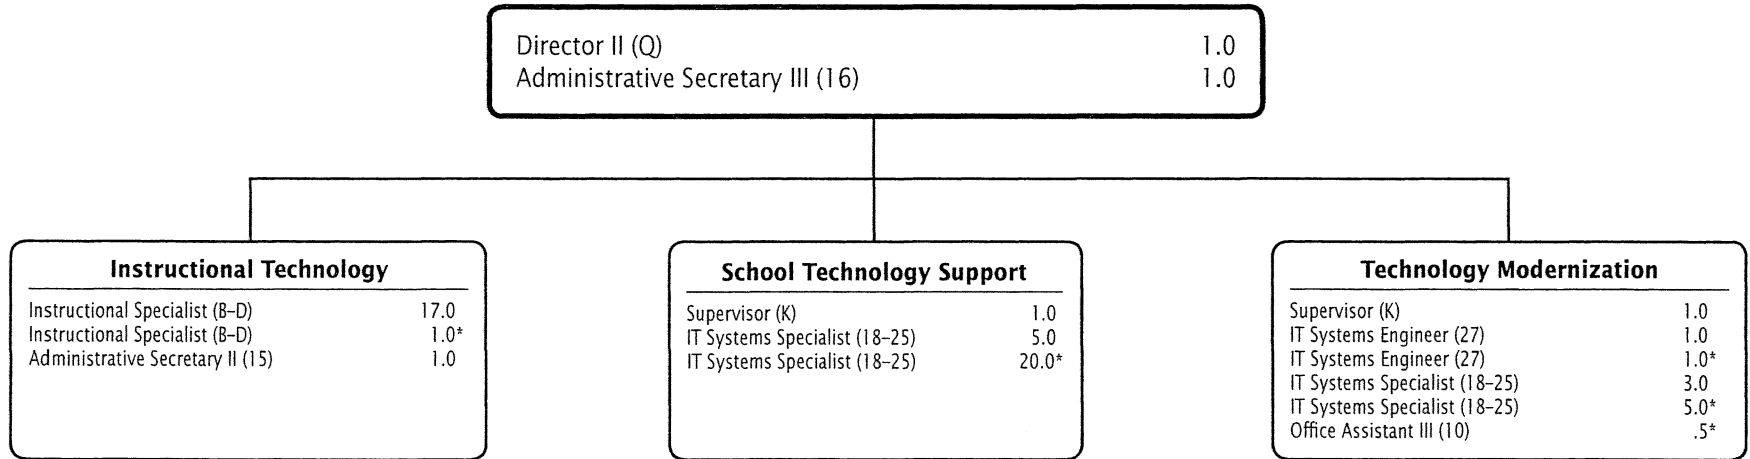 Director II (Q) 1.0
Administrative Secretary III (16) 1.0
Instructional Technology
Instructional Specialist (B–D) 17.0
Instructional Specialist (B–D) 1.0*
Administrative Secretary II (15) 1.0
School Technology Support
Supervisor (K) 1.0
IT Systems Specialist (18–25) 5.0
IT Systems Specialist (18–25) 20.0*
Technology Modernization
Supervisor (K) 1.0
IT Systems Engineer (27) 1.0
IT Systems Engineer (27) 1.0*
IT Systems Specialist (18–25) 3.0
IT Systems Specialist (18–25) 5.0*
Office Assistant III (10) .5*